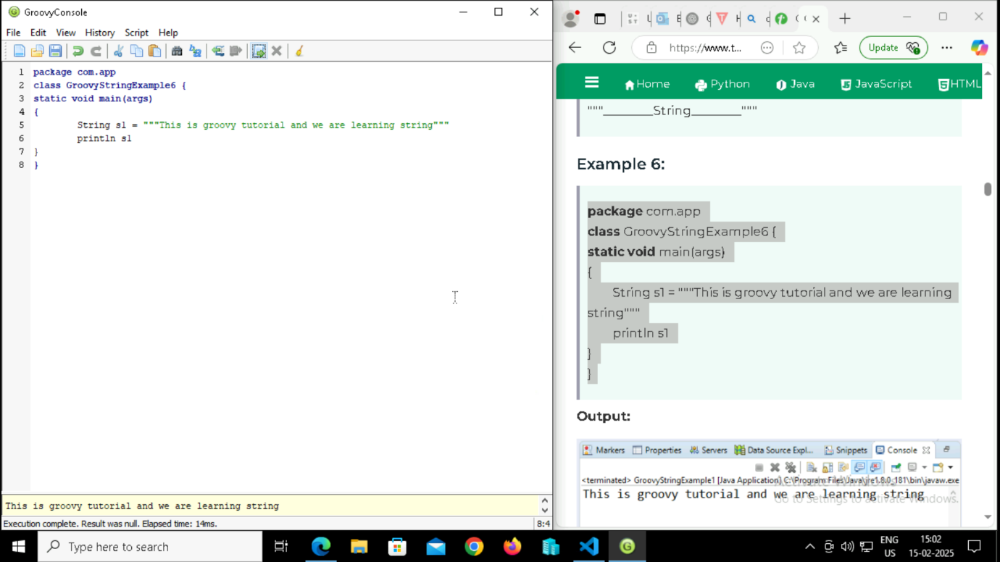 GroovyConsole
File Edit View History Script Help
1 package com.app
2 class GroovyStringExample6 {
3 static void main(args)
4 {
5 String s1 = """This is groovy tutorial and we are learning string"""
6 println s1
7 }
8 }
This is groovy tutorial and we are learning string
Execution complete. Result was null. Elapsed time: 14ms.
8:4
https://www.t...
Update
Home Python Java JavaScript HTML
"""________String________"""
Example 6:
package com.app
class GroovyStringExample6 {
static void main(args)
{
String s1 = """This is groovy tutorial and we are learning
string"""
println s1
}
}
Output:
Markers Properties Servers Data Source Expl... Snippets Console
<terminated> GroovyStringExample1 [Java Application] C:\Program Files\Java\jre1.8.0_181\bin\javaw.exe
This is groovy tutorial and we are learning string
Activate Windows
Go to Settings to activate Windows.
Type here to search
ENG
US
15:02
15-02-2025